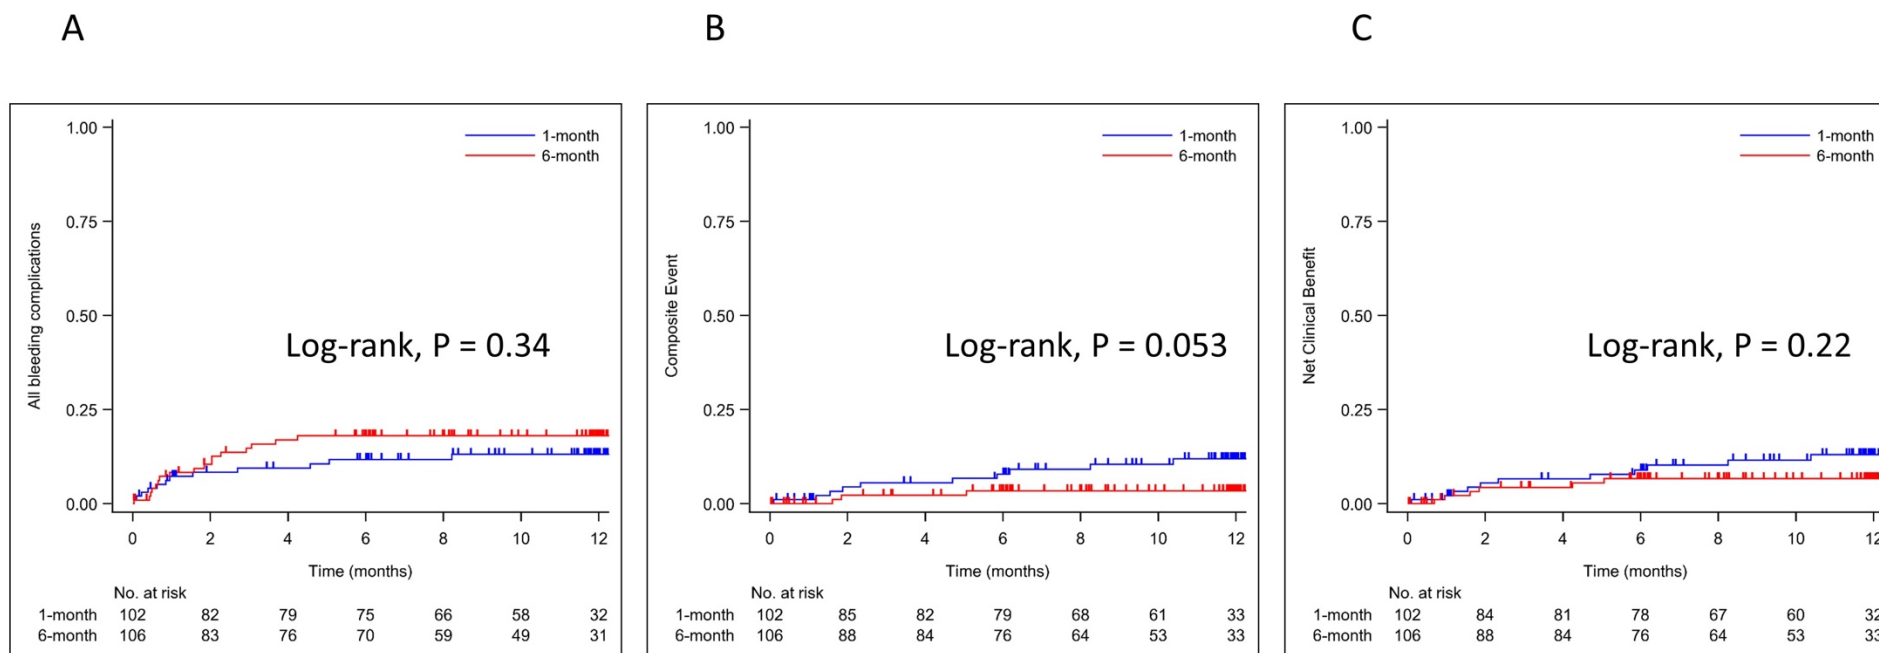 A
B
C
1.00
0.75
0.50
0.25
0.00
All bleeding complications
1-month
6-month
Log-rank, P = 0.34
0 2 4 6 8 10 12
Time (months)
No. at risk
1-month 102 82 79 75 66 58 32
6-month 106 83 76 70 59 49 31
1.00
0.75
0.50
0.25
0.00
Composite Event
1-month
6-month
Log-rank, P = 0.053
0 2 4 6 8 10 12
Time (months)
No. at risk
1-month 102 85 82 79 68 61 33
6-month 106 88 84 76 64 53 33
1.00
0.75
0.50
0.25
0.00
Net Clinical Benefit
1-month
6-month
Log-rank, P = 0.22
0 2 4 6 8 10 12
Time (months)
No. at risk
1-month 102 84 81 78 67 60 32
6-month 106 88 84 76 64 53 33